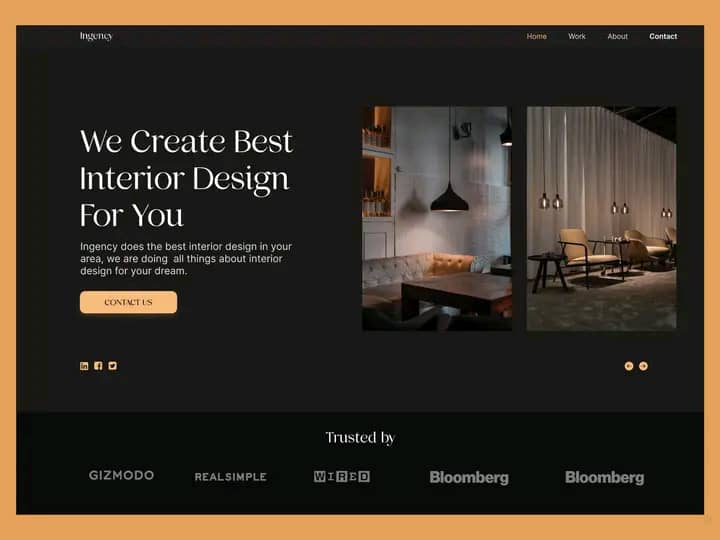 Ingency
Home Work About Contact
We Create Best
Interior Design
For You
Ingency does the best interior design in your
area, we are doing all things about interior
design for your dream.
CONTACT US
Trusted by
GIZMODO REALSIMPLE WIRED Bloomberg Bloomberg